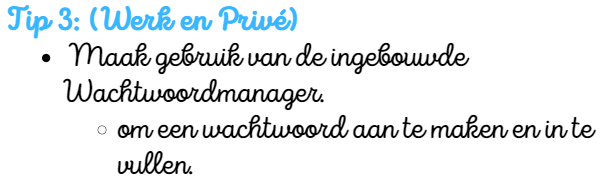 Tip 3: (Werk en Privé)
• Maak gebruik van de ingebouwde
Wachtwoordmanager.
○ om een wachtwoord aan te maken en in te
vullen.